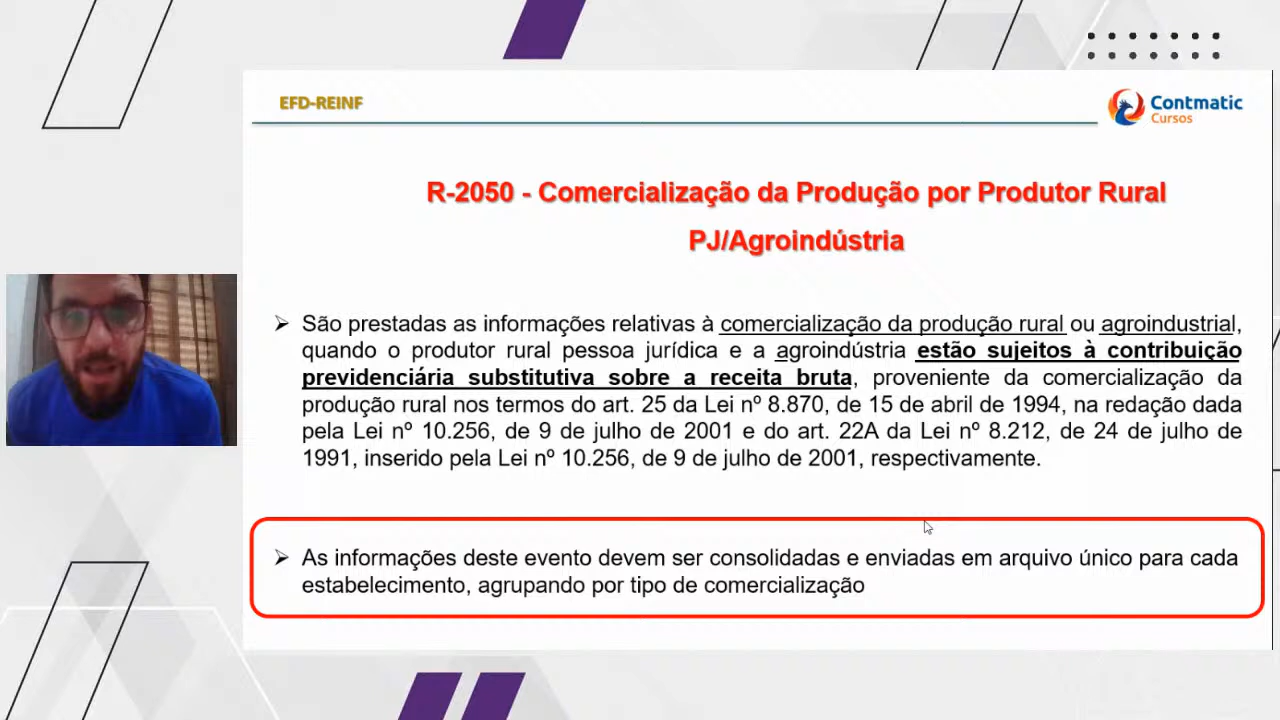 EFD-REINF
Contmatic
Cursos
R-2050 - Comercialização da Produção por Produtor Rural
PJ/Agroindústria
➢ São prestadas as informações relativas à comercialização da produção rural ou agroindustrial,
quando o produtor rural pessoa jurídica e a agroindústria estão sujeitos à contribuição
previdenciária substitutiva sobre a receita bruta, proveniente da comercialização da
produção rural nos termos do art. 25 da Lei nº 8.870, de 15 de abril de 1994, na redação dada
pela Lei nº 10.256, de 9 de julho de 2001 e do art. 22A da Lei nº 8.212, de 24 de julho de
1991, inserido pela Lei nº 10.256, de 9 de julho de 2001, respectivamente.
➢ As informações deste evento devem ser consolidadas e enviadas em arquivo único para cada
estabelecimento, agrupando por tipo de comercialização